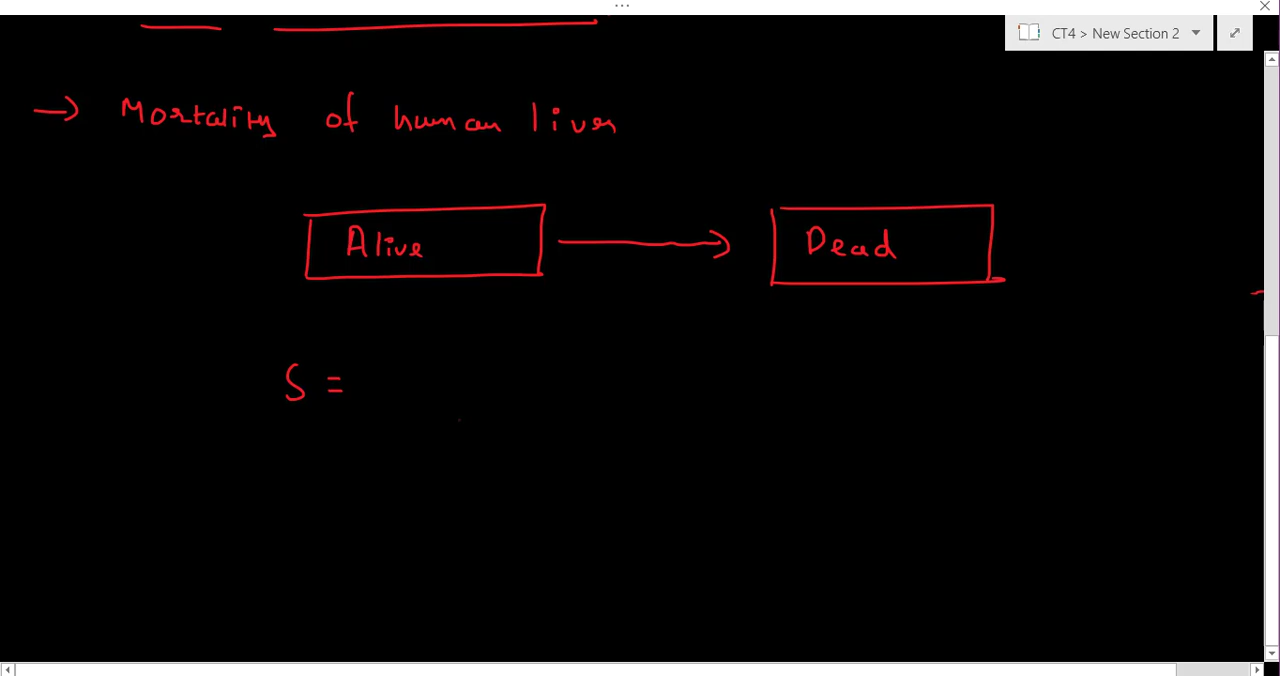 CT4 > New Section 2
→ Mortality of human lives
Alive → Dead
S =